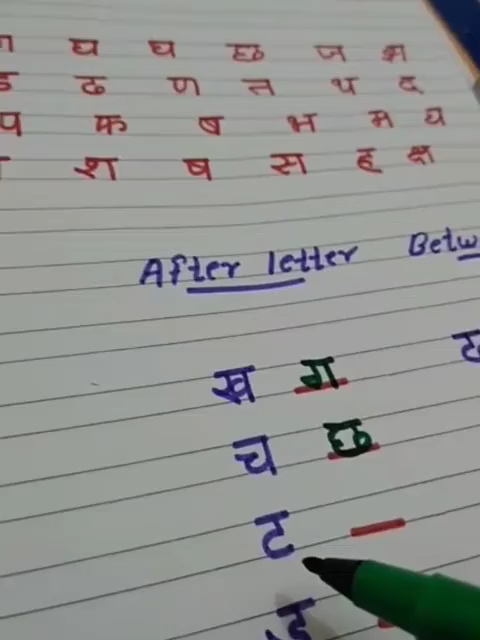 घ च छ ज झ
ढ ण त थ द
प फ ब भ म य
श ष स ह क्ष
After letter
ख ग
च छ
ट